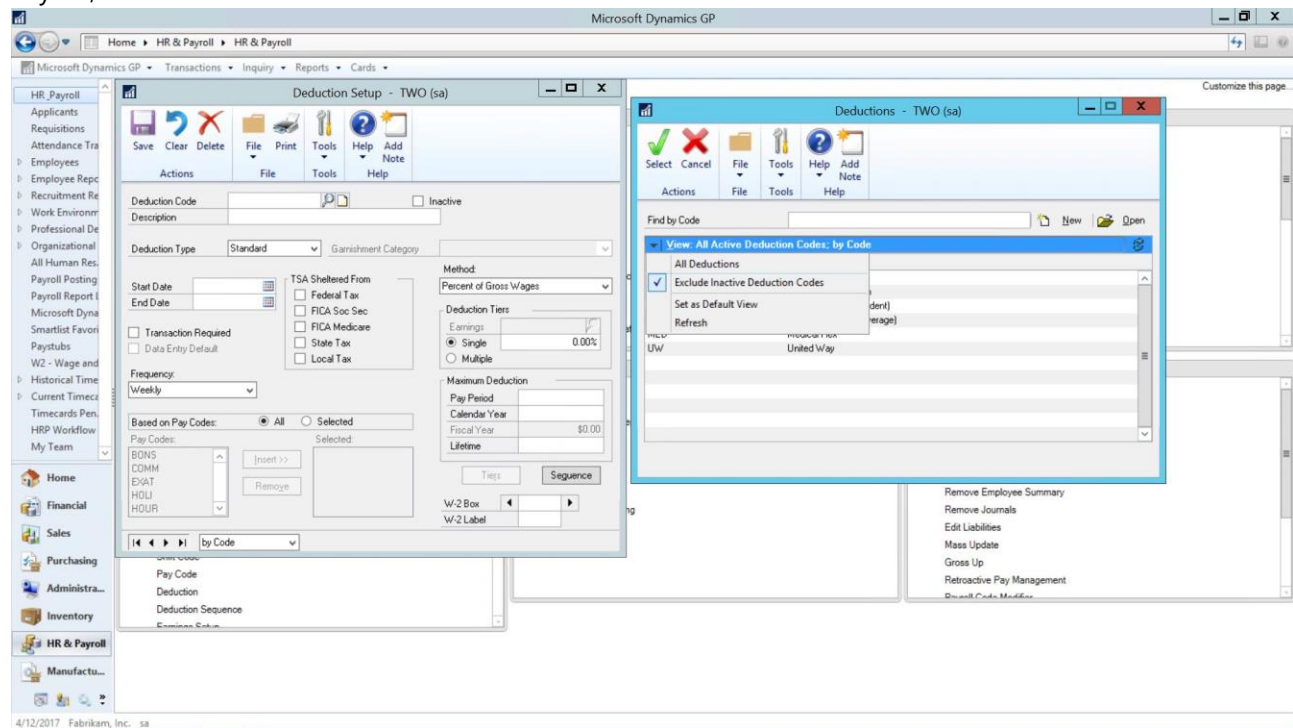 Microsoft Dynamics GP
Home ▸ HR & Payroll ▸ HR & Payroll
Microsoft Dynamics GP Transactions Inquiry Reports Cards
Customize this page...
HR_Payroll
Applicants
Requisitions
Attendance Tra
Employees
Employee Repo
Recruitment Re
Work Environm
Professional De
Organizational
All Human Res.
Payroll Posting
Payroll Report L
Microsoft Dyna
Smartlist Favori
Paystubs
W2 - Wage and
Historical Time
Current Timeca
Timecards Pen.
HRP Workflow
My Team
Home
Financial
Sales
Purchasing
Administra...
Inventory
HR & Payroll
Manufactu...
Deduction Setup - TWO (sa)
Save Clear Delete File Print Tools Help Add Note
Actions File Tools Help
Deduction Code Inactive
Description
Deduction Type Standard Garnishment Category
Start Date
End Date
TSA Sheltered From
Federal Tax
FICA Soc Sec
FICA Medicare
State Tax
Local Tax
Transaction Required
Data Entry Default
Frequency:
Weekly
Method:
Percent of Gross Wages
Deduction Tiers
Earnings
Single 0.00%
Multiple
Maximum Deduction
Pay Period
Calendar Year
Fiscal Year $0.00
Lifetime
Based on Pay Codes: All Selected
Pay Codes: Selected:
BONS
COMM
EXAT
HOLI
HOUR
Insert >>
Remove
Tiers Sequence
W-2 Box
W-2 Label
by Code
Pay Code
Deduction
Deduction Sequence
Deductions - TWO (sa)
Select Cancel File Tools Help Add Note
Actions File Tools Help
Find by Code New Open
View: All Active Deduction Codes; by Code
All Deductions
Exclude Inactive Deduction Codes
Set as Default View
Refresh
dent)
erage)
UW United Way
Remove Employee Summary
Remove Journals
Edit Liabilities
Mass Update
Gross Up
Retroactive Pay Management
Payroll Code Modifier
4/12/2017 Fabrikam, Inc. sa